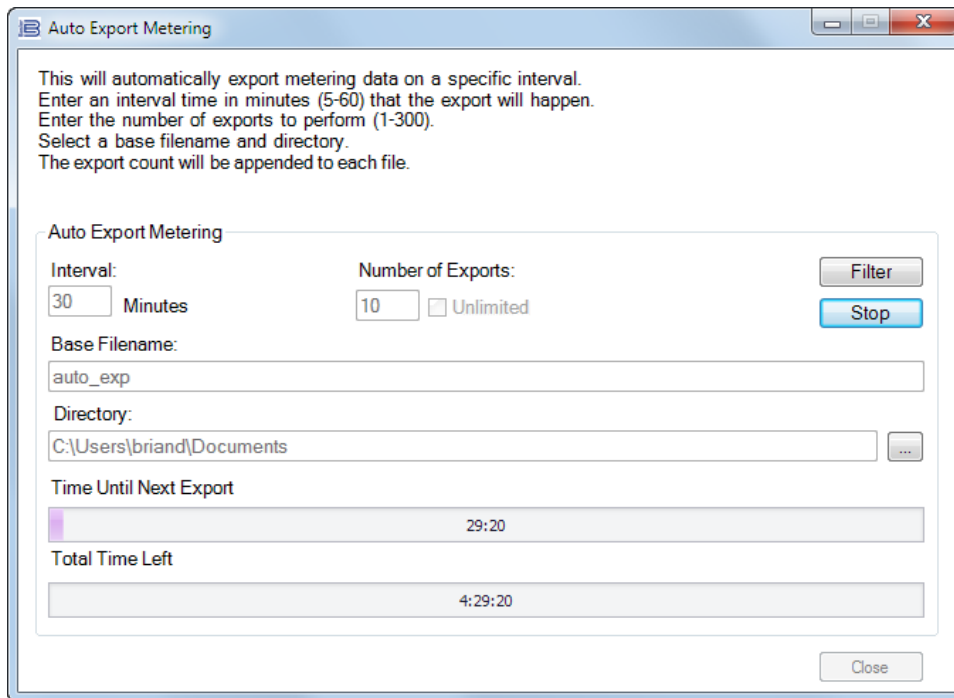 Auto Export Metering
This will automatically export metering data on a specific interval.
Enter an interval time in minutes (5-60) that the export will happen.
Enter the number of exports to perform (1-300).
Select a base filename and directory.
The export count will be appended to each file.
Auto Export Metering
Interval:
Number of Exports:
Filter
30 Minutes
10 Unlimited
Stop
Base Filename:
auto_exp
Directory:
C:\Users\briand\Documents
...
Time Until Next Export
29:20
Total Time Left
4:29:20
Close